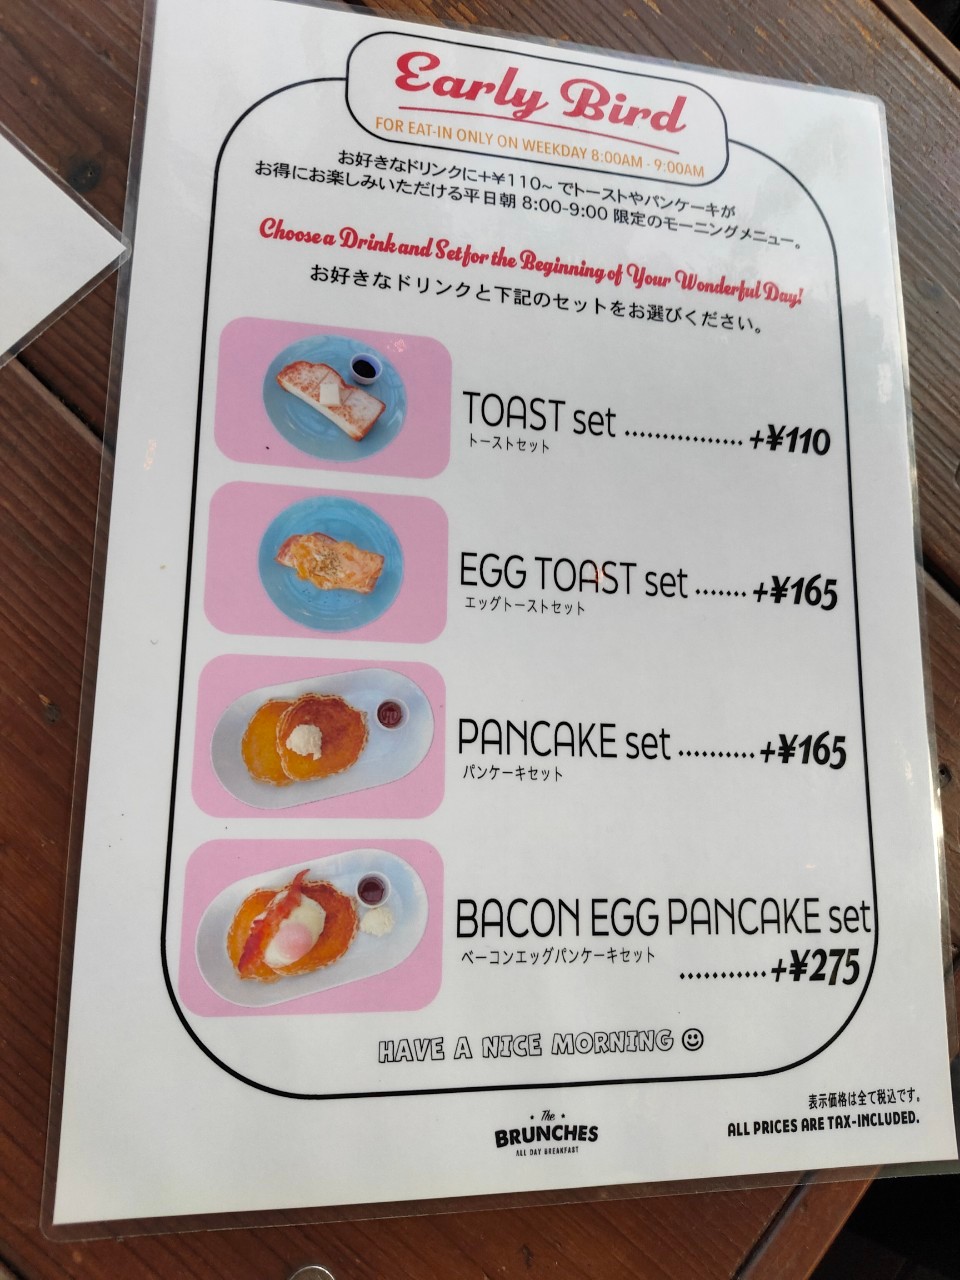 Early Bird
FOR EAT-IN ONLY ON WEEKDAY 8:00AM - 9:00AM
お好きなドリンクに+¥110~ でトーストやパンケーキが
お得にお楽しみいただける平日朝 8:00-9:00 限定のモーニングメニュー。
Choose a Drink and Set for the Beginning of Your Wonderful Day!
お好きなドリンクと下記のセットをお選びください。
TOAST set ................ +¥110
トーストセット
EGG TOAST set ....... +¥165
エッグトーストセット
PANCAKE set .......... +¥165
パンケーキセット
BACON EGG PANCAKE set
ベーコンエッグパンケーキセット
........... +¥275
HAVE A NICE MORNING ☺
表示価格は全て税込です。
ALL PRICES ARE TAX-INCLUDED.
• The •
BRUNCHES
ALL DAY BREAKFAST